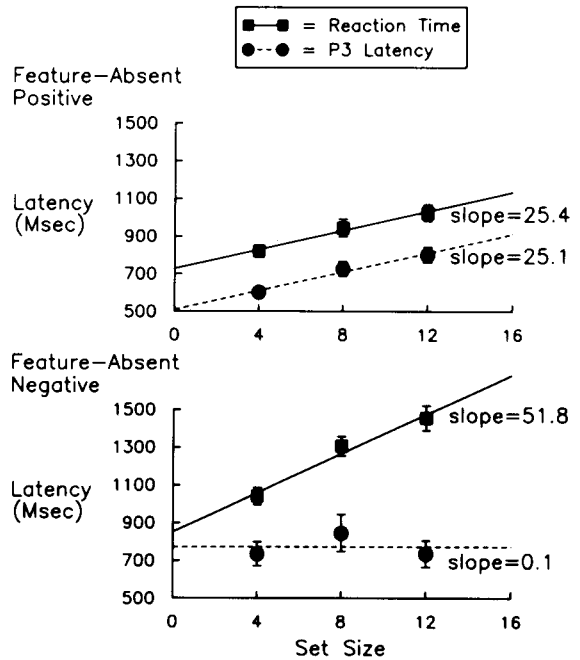 = Reaction Time
= P3 Latency
Feature-Absent
Positive
1500
1300
Latency
(Msec)
1100
900
700
500
slope=25.4
slope=25.1
0 4 8 12 16
Feature-Absent
Negative
1500
1300
Latency
(Msec)
1100
900
700
500
slope=51.8
slope=0.1
0 4 8 12 16
Set Size